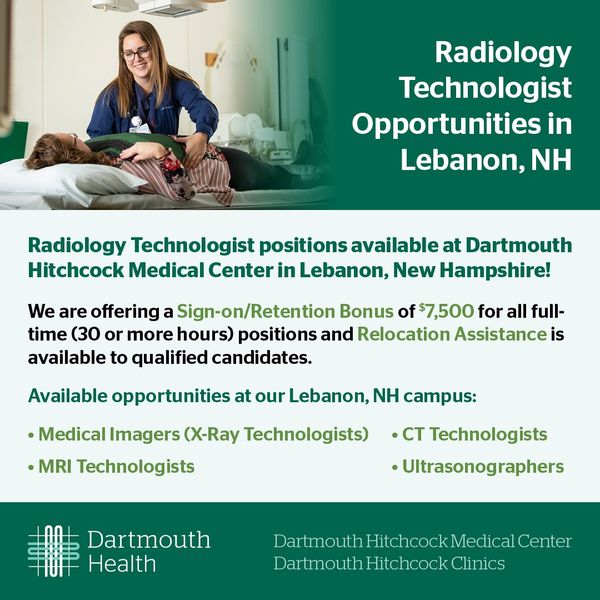 Radiology
Technologist
Opportunities in
Lebanon, NH
Radiology Technologist positions available at Dartmouth
Hitchcock Medical Center in Lebanon, New Hampshire!
We are offering a Sign-on/Retention Bonus of $7,500 for all full-
time (30 or more hours) positions and Relocation Assistance is
available to qualified candidates.
Available opportunities at our Lebanon, NH campus:
• Medical Imagers (X-Ray Technologists)
• MRI Technologists
• CT Technologists
• Ultrasonographers
Dartmouth
Health
Dartmouth Hitchcock Medical Center
Dartmouth Hitchcock Clinics